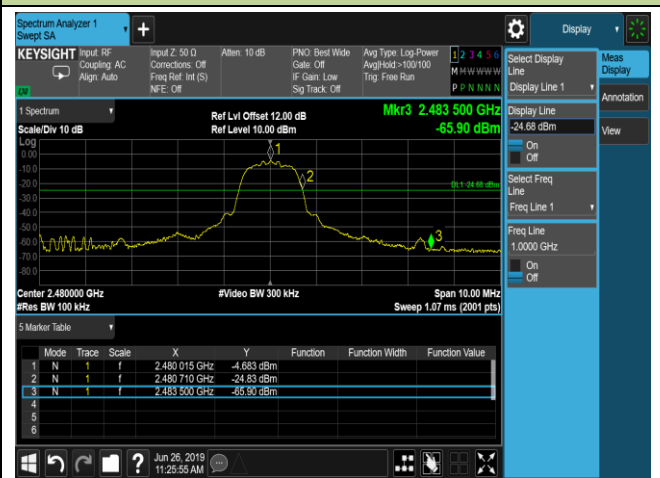 Spectrum Analyzer 1
Swept SA
Display
KEYSIGHT
Input: RF
Coupling: AC
Align: Auto
Input Z: 50 Ω
Corrections: Off
Freq Ref: Int (S)
NFE: Off
Atten: 10 dB
PNO: Best Wide
Gate: Off
IF Gain: Low
Sig Track: Off
Avg Type: Log-Power
Avg|Hold:>100/100
Trig: Free Run
1 2 3 4 5 6
M W W W W W
P P N N N N
Select Display
Line
Display Line 1
Meas
Display
Annotation
View
1 Spectrum
Scale/Div 10 dB
Ref Lvl Offset 12.00 dB
Ref Level 10.00 dBm
Mkr3 2.483 500 GHz
-65.90 dBm
Display Line
-24.68 dBm
On
Off
Select Freq
Line
Freq Line 1
Freq Line
1.0000 GHz
On
Off
Log
0.00
-10.0
-20.0
-30.0
-40.0
-50.0
-60.0
-70.0
-80.0
1
2
3
DL1 -24.68 dBm
Center 2.480000 GHz
#Video BW 300 kHz
Span 10.00 MHz
#Res BW 100 kHz
Sweep 1.07 ms (2001 pts)
5 Marker Table
Mode Trace Scale X Y Function Function Width Function Value
1 N 1 f 2.480 015 GHz -4.683 dBm
2 N 1 f 2.480 710 GHz -24.83 dBm
3 N 1 f 2.483 500 GHz -65.90 dBm
4
5
6
Jun 26, 2019
11:25:55 AM